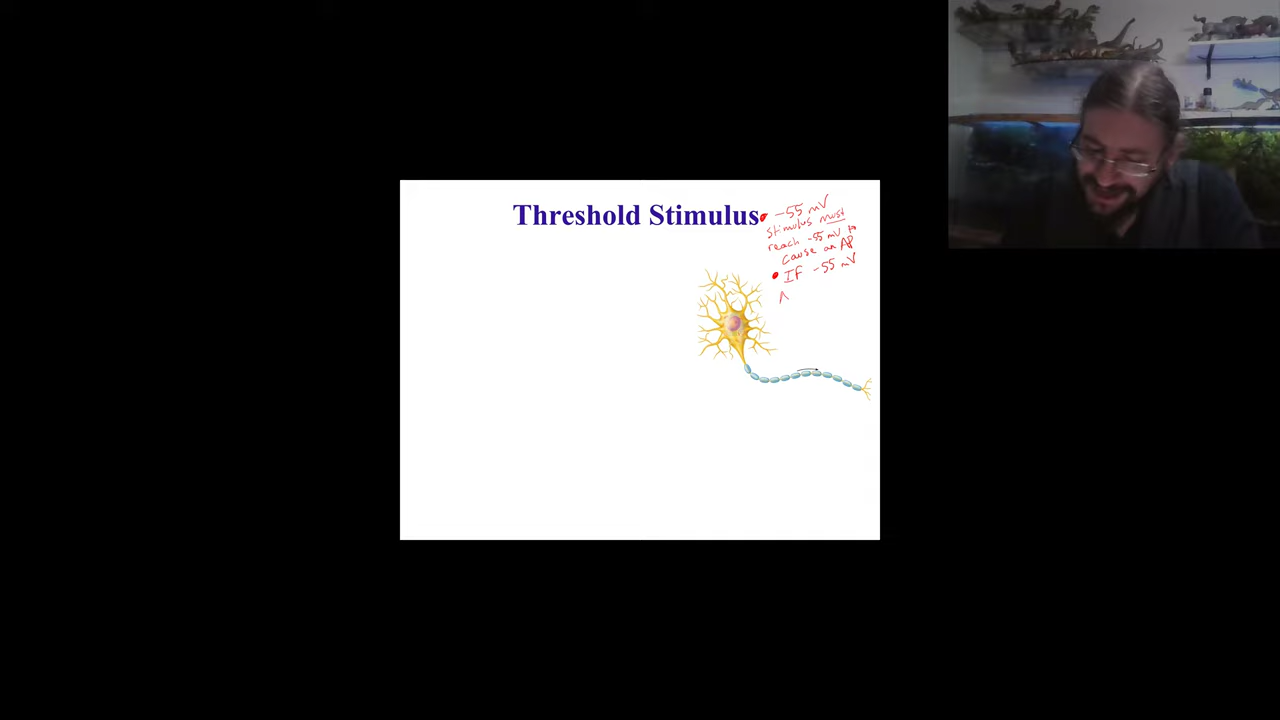 Threshold Stimulus
• -55 mV
Stimulus must
reach -55 mV to
cause an AP
• If -55 mV